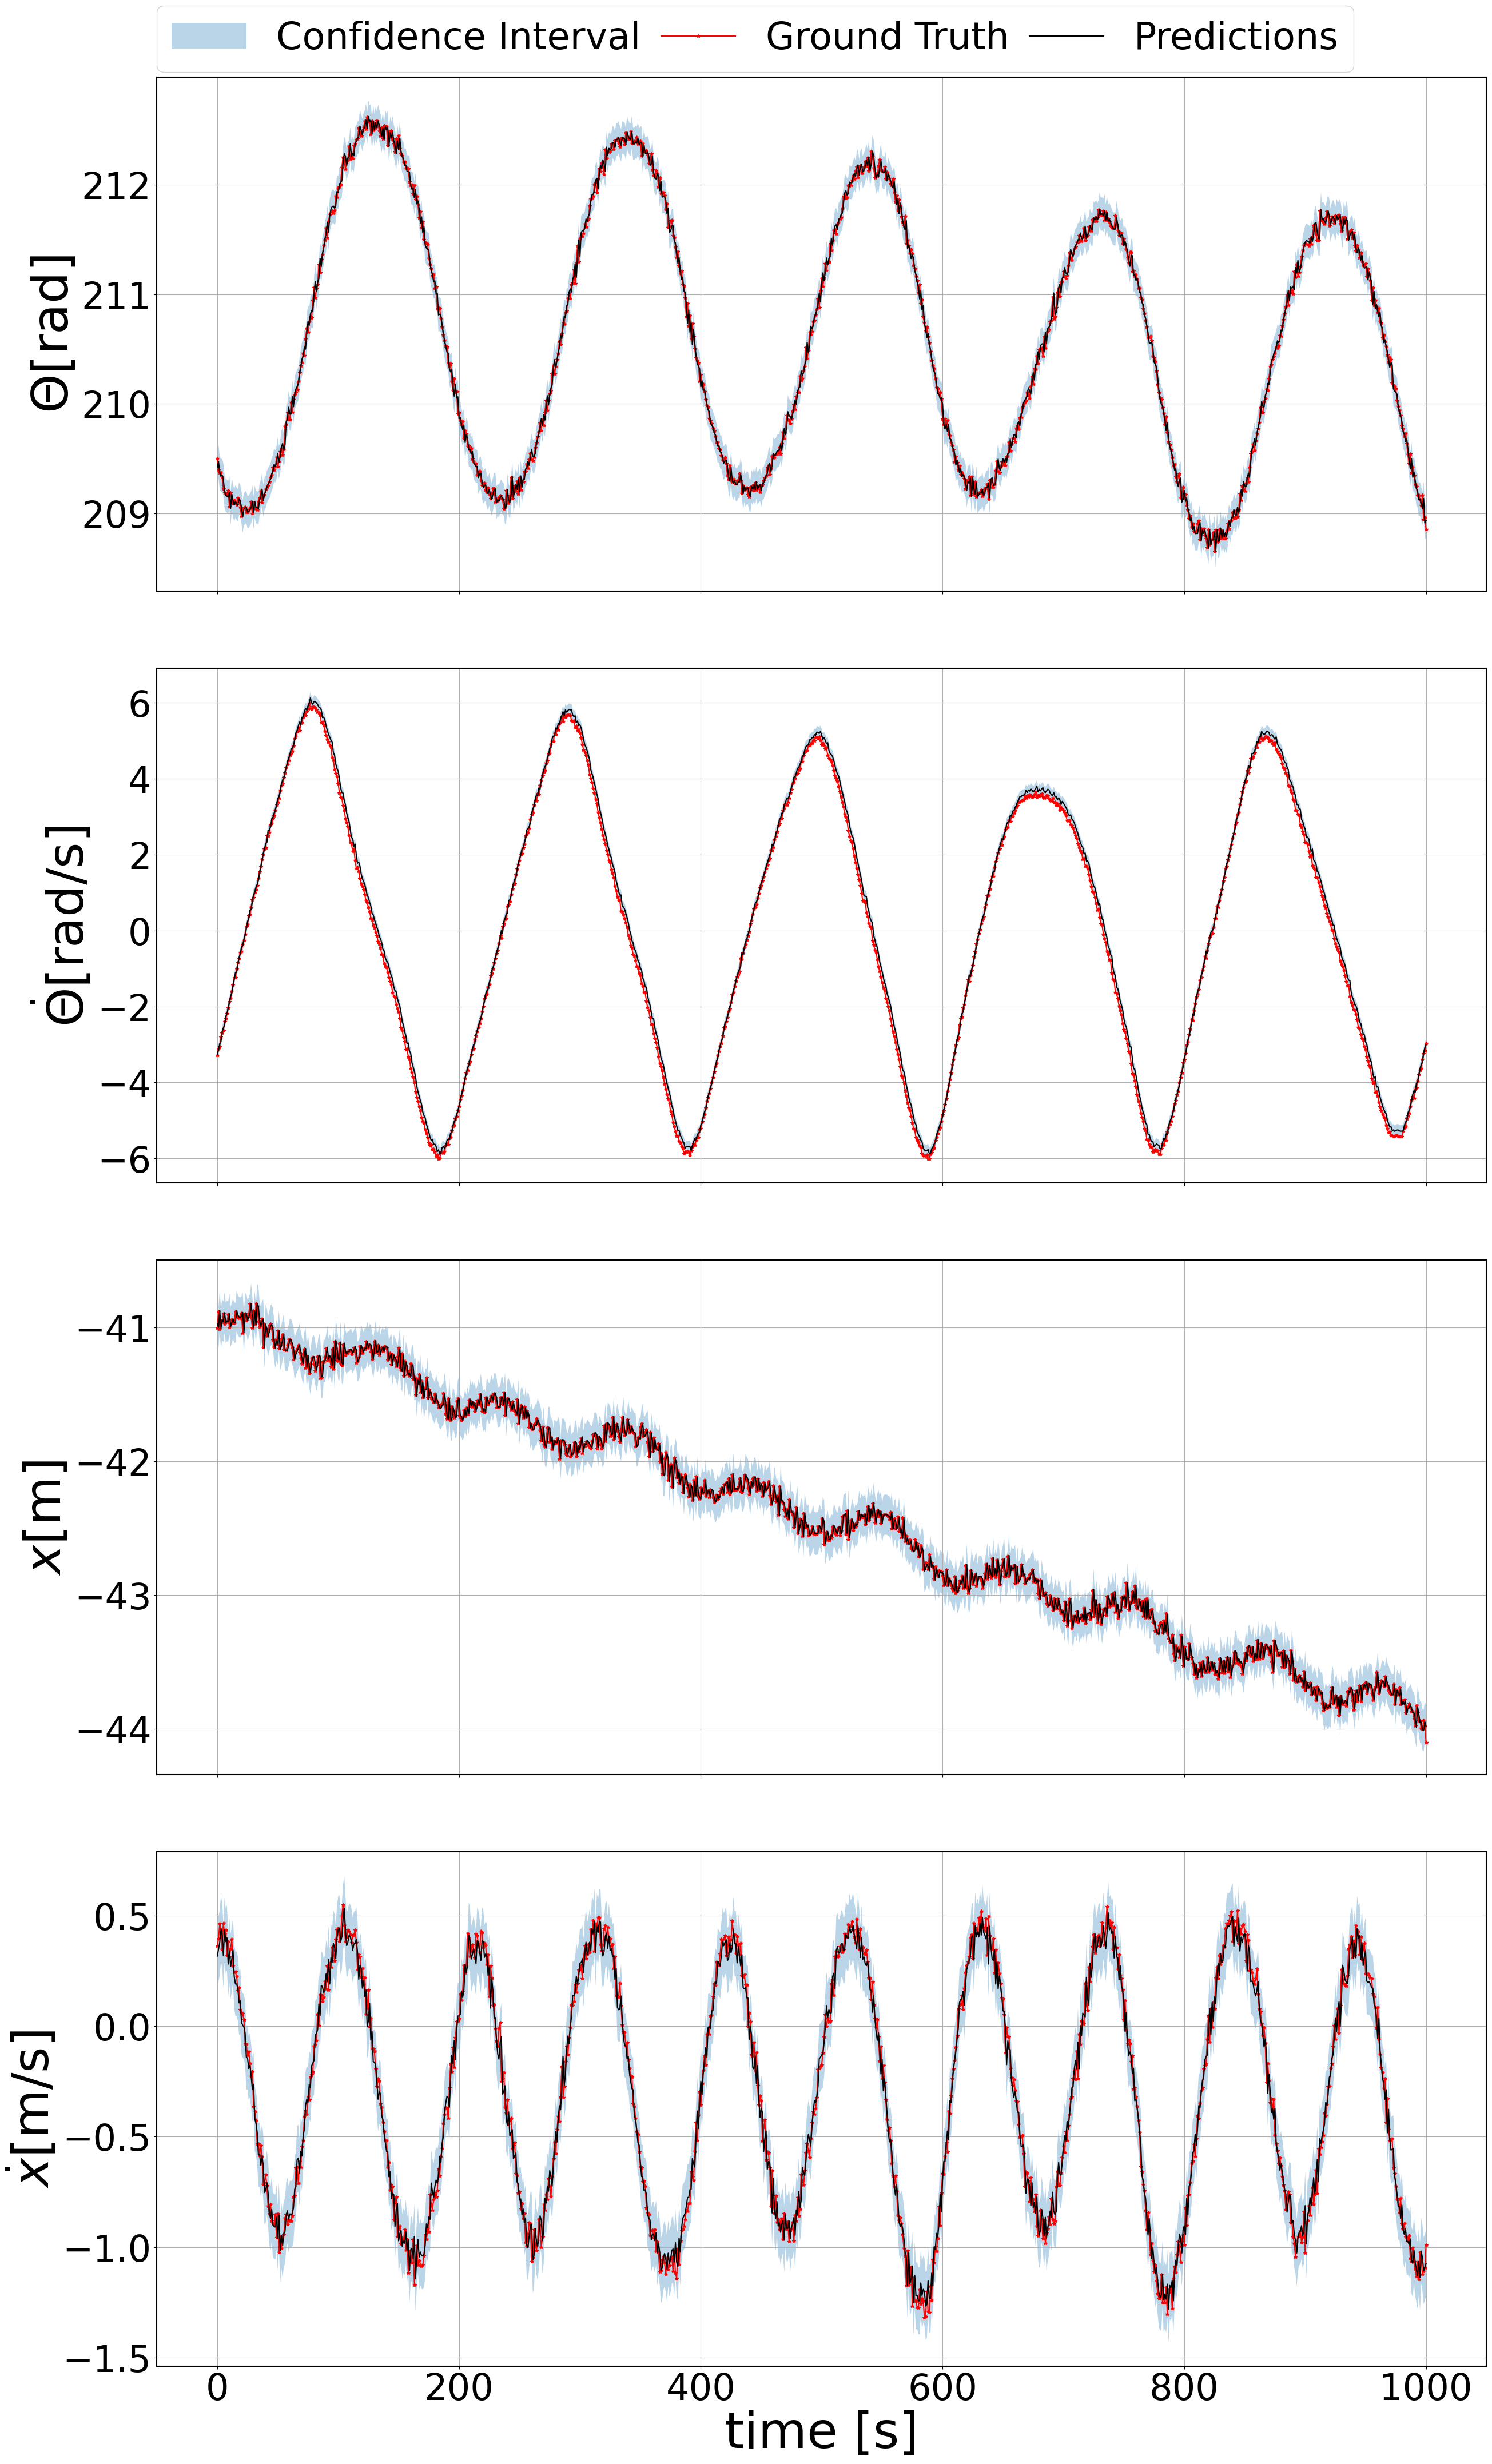 Confidence Interval Ground Truth Predictions
Θ[rad]
212
211
210
209
Θ̇[rad/s]
6
4
2
0
−2
−4
−6
x[m]
−41
−42
−43
−44
ẋ[m/s]
0.5
0.0
−0.5
−1.0
−1.5
0 200 400 600 800 1000
time [s]